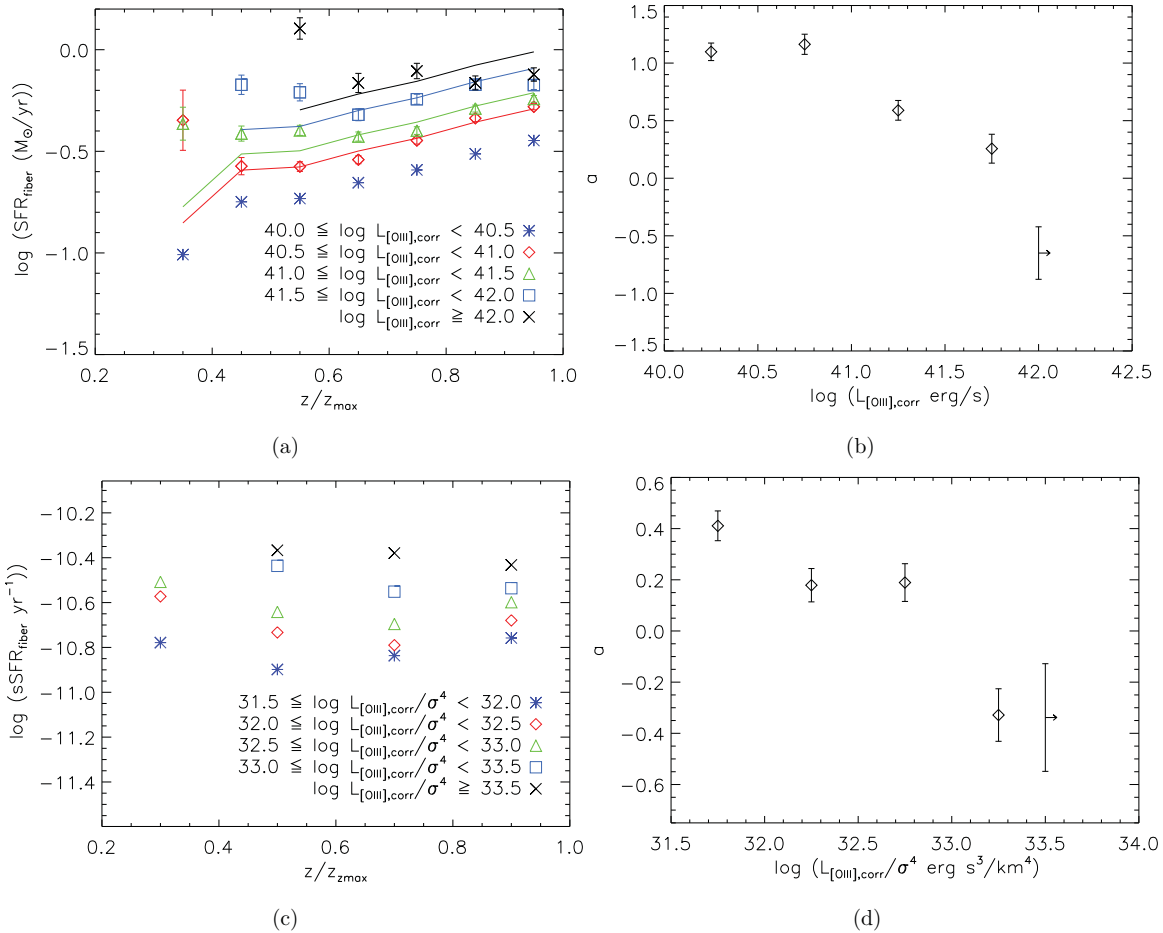 0.0
−0.5
−1.0
−1.5
log (SFR_fiber (M_⊙/yr))
40.0 ≦ log L_[OIII],corr < 40.5
40.5 ≦ log L_[OIII],corr < 41.0
41.0 ≦ log L_[OIII],corr < 41.5
41.5 ≦ log L_[OIII],corr < 42.0
log L_[OIII],corr ≧ 42.0
0.2 0.4 0.6 0.8 1.0
z/z_max
(a)
1.5
1.0
0.5
0.0
−0.5
−1.0
−1.5
a
40.0 40.5 41.0 41.5 42.0 42.5
log (L_[OIII],corr erg/s)
(b)
−10.2
−10.4
−10.6
−10.8
−11.0
−11.2
−11.4
log (sSFR_fiber yr⁻¹))
31.5 ≦ log L_[OIII],corr/σ⁴ < 32.0
32.0 ≦ log L_[OIII],corr/σ⁴ < 32.5
32.5 ≦ log L_[OIII],corr/σ⁴ < 33.0
33.0 ≦ log L_[OIII],corr/σ⁴ < 33.5
log L_[OIII],corr/σ⁴ ≧ 33.5
0.2 0.4 0.6 0.8 1.0
z/z_zmax
(c)
0.6
0.4
0.2
0.0
−0.2
−0.4
−0.6
a
31.5 32.0 32.5 33.0 33.5 34.0
log (L_[OIII],corr/σ⁴ erg s³/km⁴)
(d)